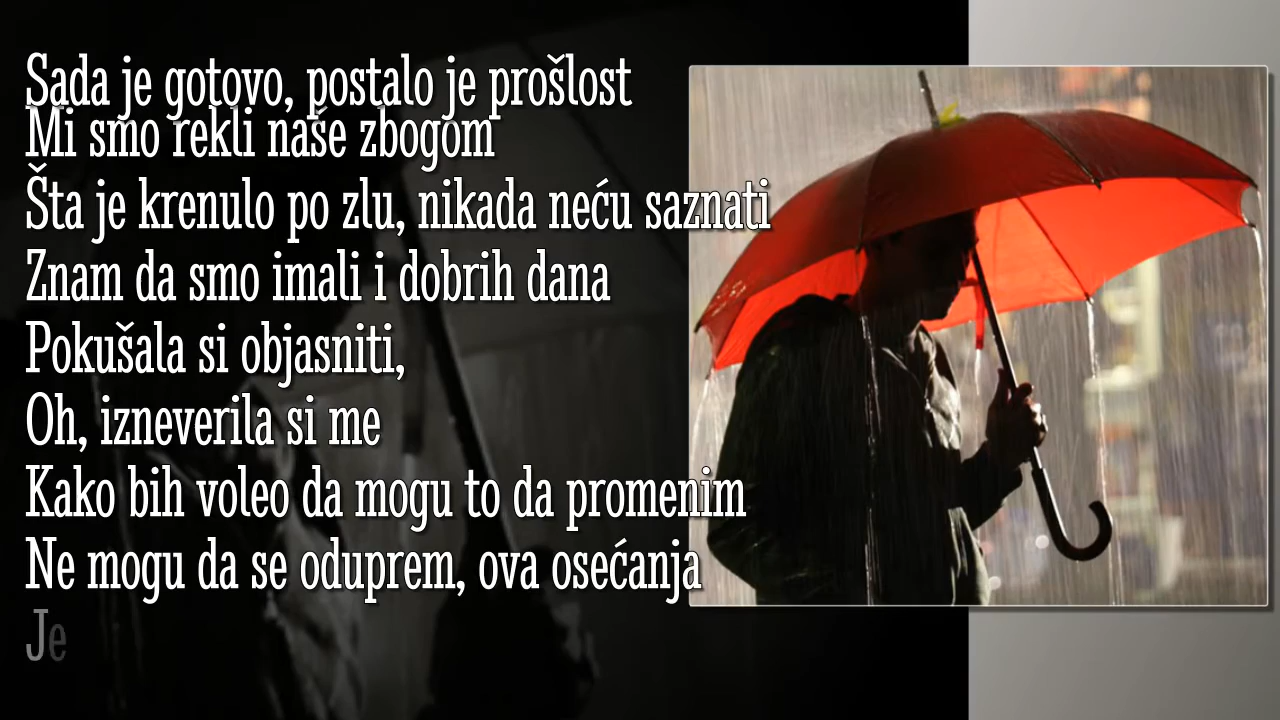 Sada je gotovo, postalo je prošlost
Mi smo rekli naše zbogom
Šta je krenulo po zlu, nikada neću saznati
Znam da smo imali i dobrih dana
Pokušala si objasniti,
Oh, izneverila si me
Kako bih voleo da mogu to da promenim
Ne mogu da se oduprem, ova osećanja
Je